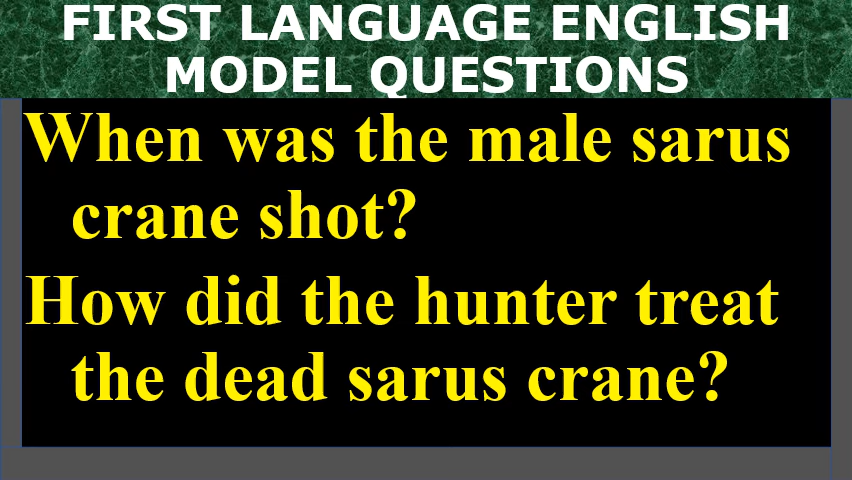 FIRST LANGUAGE ENGLISH
MODEL QUESTIONS
When was the male sarus
crane shot?
How did the hunter treat
the dead sarus crane?